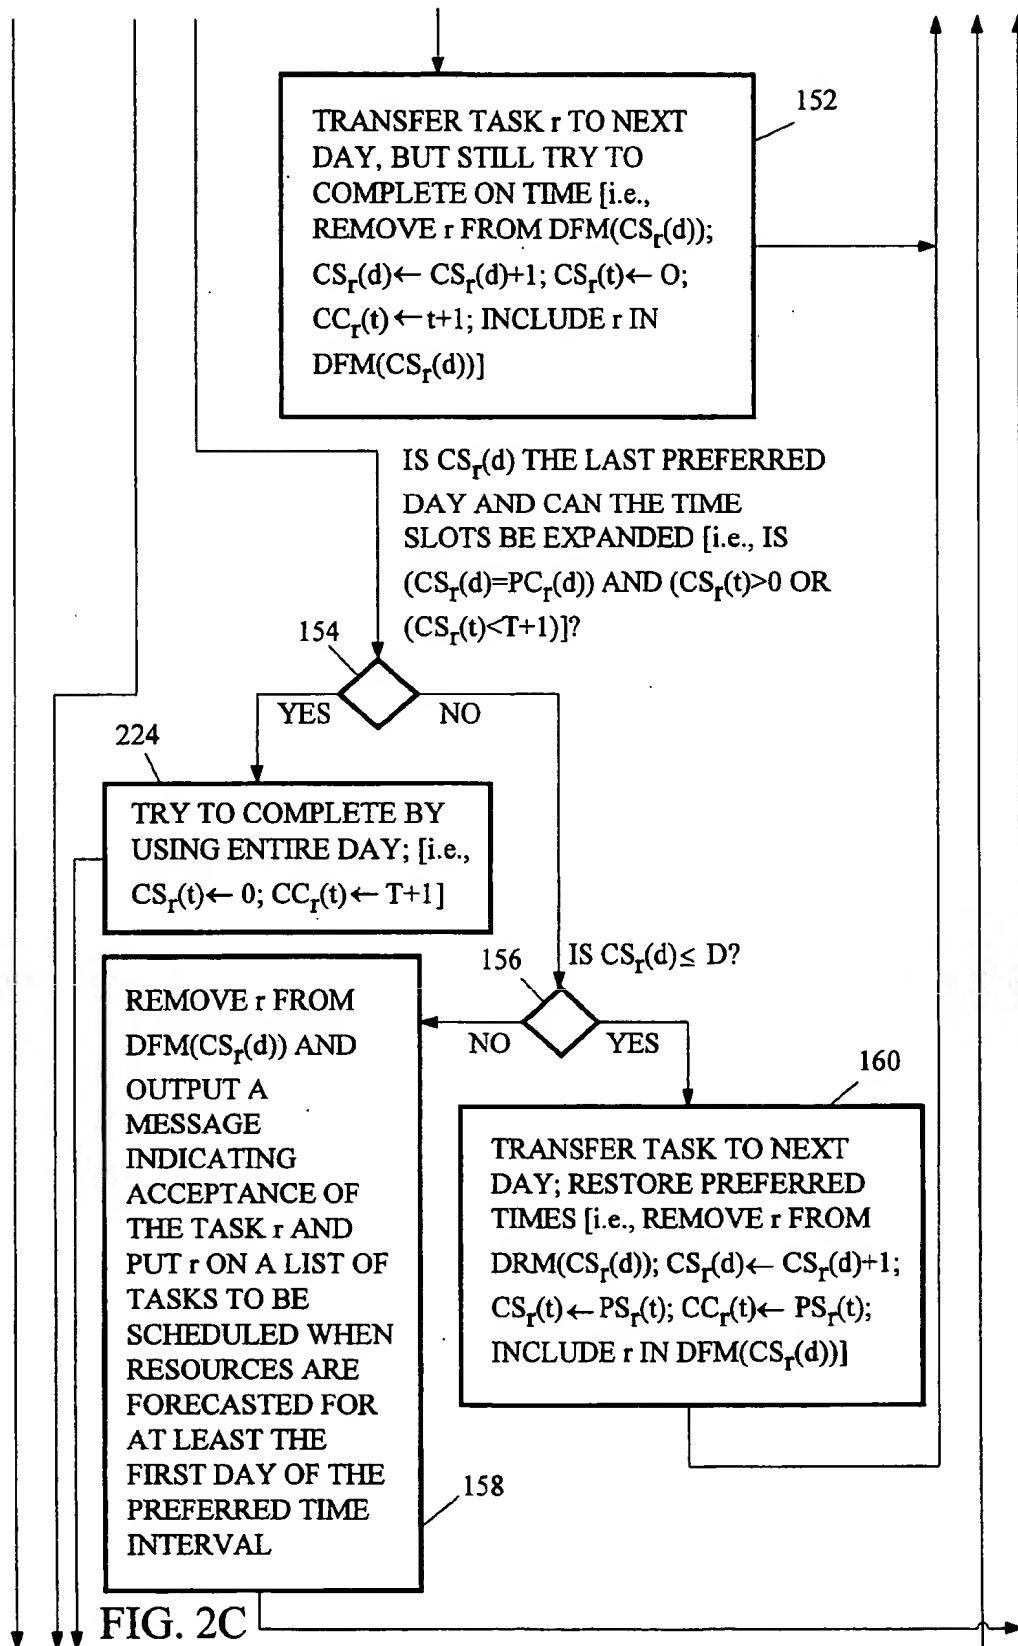 152
TRANSFER TASK r TO NEXT
DAY, BUT STILL TRY TO
COMPLETE ON TIME [i.e.,
REMOVE r FROM DFM(CSr(d));
CSr(d)← CSr(d)+1; CSr(t)← O;
CCr(t)←t+1; INCLUDE r IN
DFM(CSr(d))]
IS CSr(d) THE LAST PREFERRED
DAY AND CAN THE TIME
SLOTS BE EXPANDED [i.e., IS
(CSr(d)=PCr(d)) AND (CSr(t)>0 OR
(CSr(t)<T+1)]?
154
YES
NO
224
TRY TO COMPLETE BY
USING ENTIRE DAY; [i.e.,
CSr(t)← 0; CCr(t)← T+1]
156
IS CSr(d)≤ D?
NO
YES
REMOVE r FROM
DFM(CSr(d)) AND
OUTPUT A
MESSAGE
INDICATING
ACCEPTANCE OF
THE TASK r AND
PUT r ON A LIST OF
TASKS TO BE
SCHEDULED WHEN
RESOURCES ARE
FORECASTED FOR
AT LEAST THE
FIRST DAY OF THE
PREFERRED TIME
INTERVAL
158
160
TRANSFER TASK TO NEXT
DAY; RESTORE PREFERRED
TIMES [i.e., REMOVE r FROM
DRM(CSr(d)); CSr(d)← CSr(d)+1;
CSr(t)←PSr(t); CCr(t)← PSr(t);
INCLUDE r IN DFM(CSr(d))]
FIG. 2C